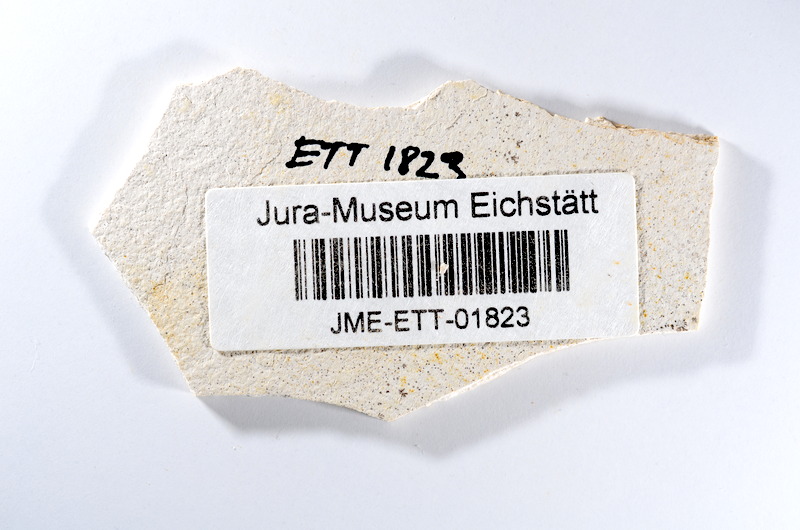 ETT 1823
Jura-Museum Eichstätt
JME-ETT-01823